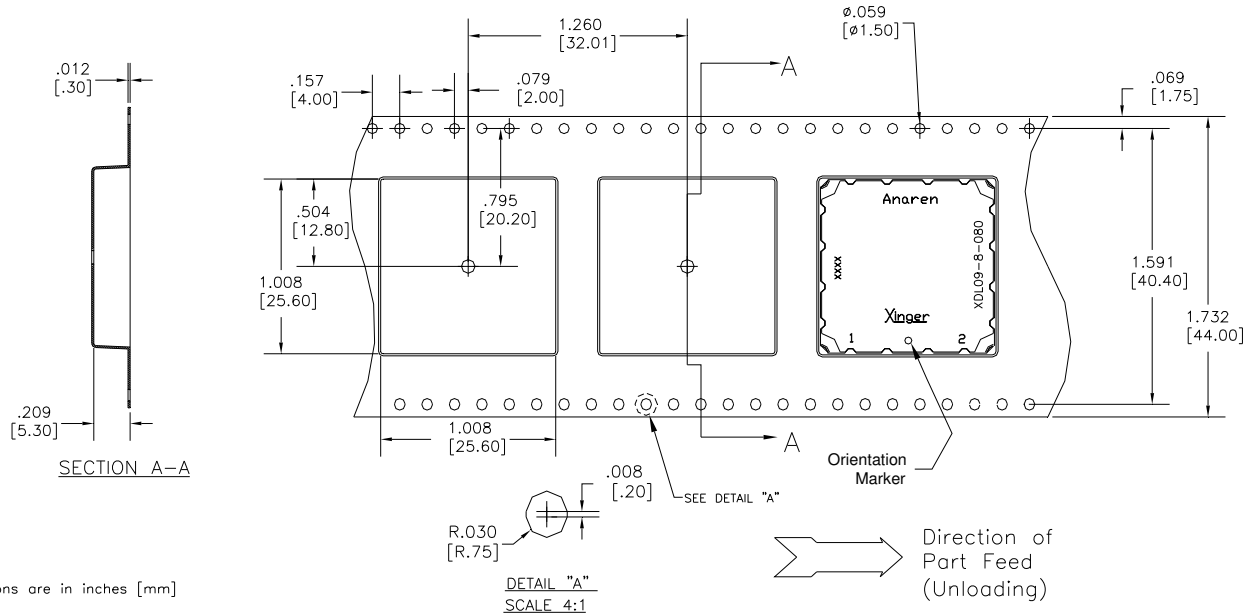 1.260
[32.01]
Ø.059
[Ø1.50]
.012
[.30]
.157
[4.00]
.079
[2.00]
A
.069
[1.75]
.504
[12.80]
.795
[20.20]
1.008
[25.60]
Anaren
XDL09-8-080
XXXX
Xinger
1
2
1.591
[40.40]
1.732
[44.00]
.209
[5.30]
SECTION A-A
1.008
[25.60]
A
Orientation
Marker
.008
[.20]
SEE DETAIL "A"
R.030
[R.75]
DETAIL "A"
SCALE 4:1
Direction of
Part Feed
(Unloading)
ons are in inches [mm]